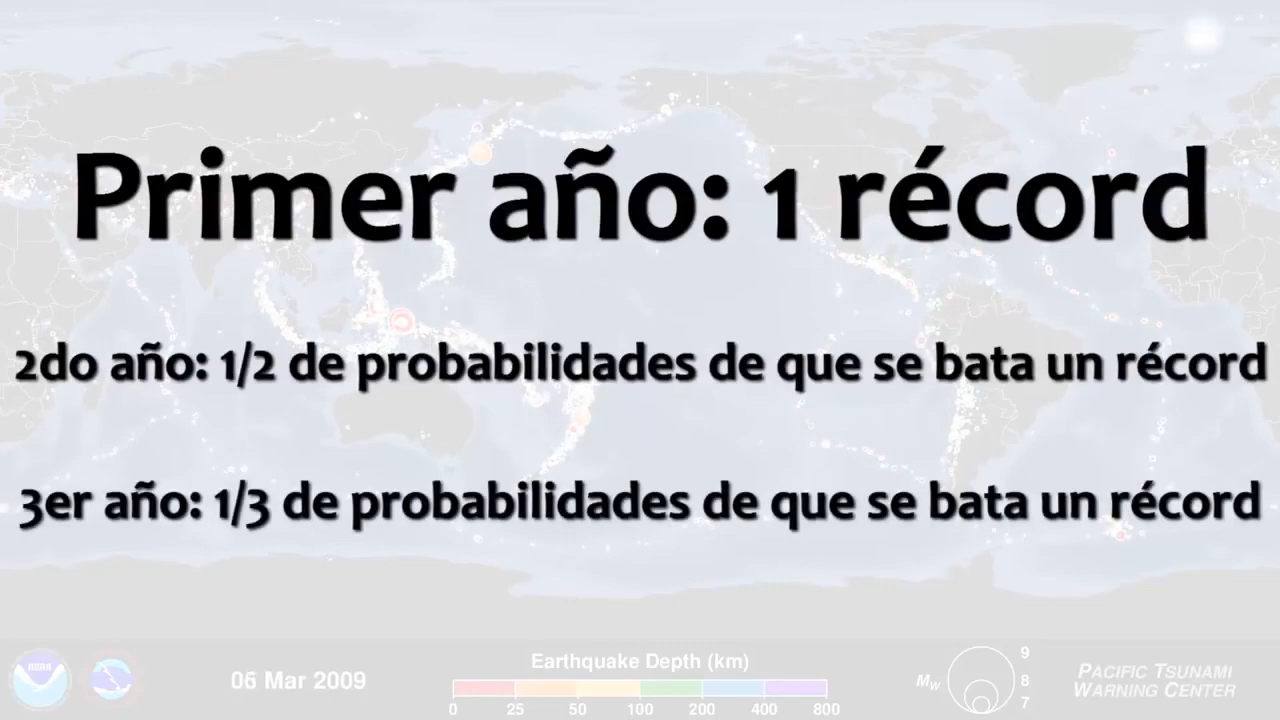 Primer año: 1 récord
2do año: 1/2 de probabilidades de que se bata un récord
3er año: 1/3 de probabilidades de que se bata un récord
NOAA
06 Mar 2009
Earthquake Depth (km)
0 25 50 100 200 400 800
Mw
9
8
7
PACIFIC TSUNAMI
WARNING CENTER